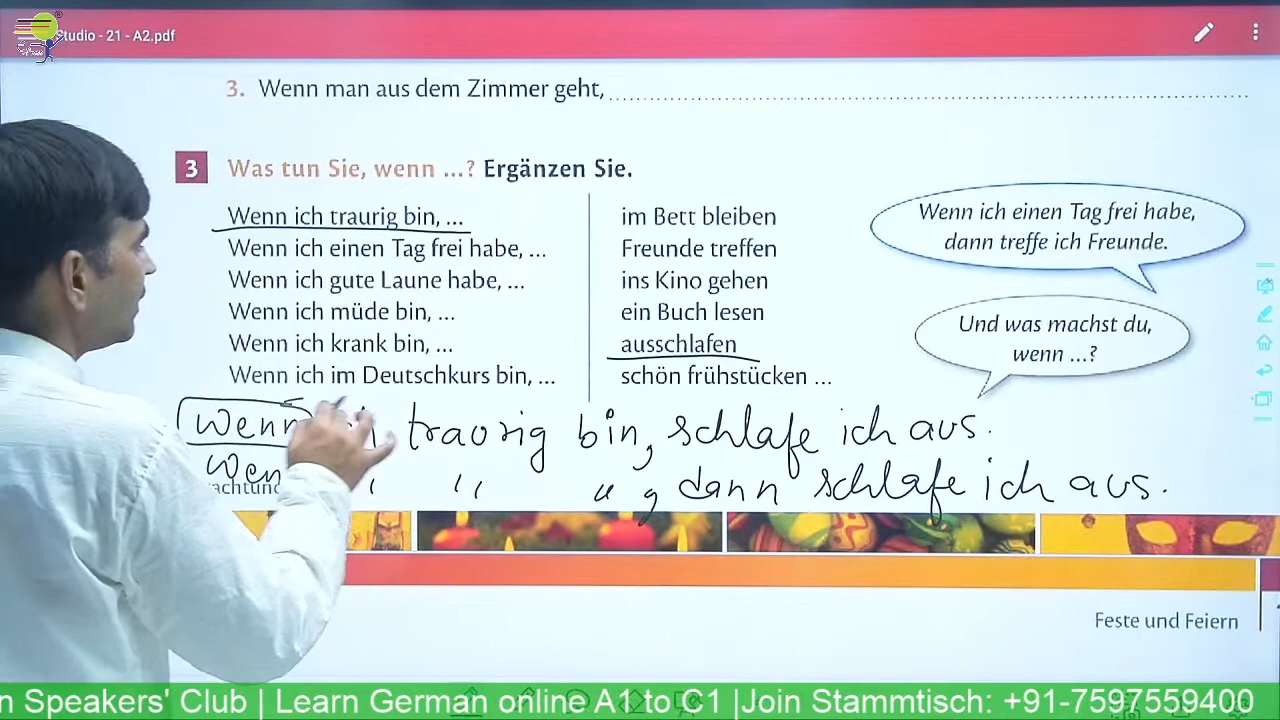 Studio - 21 - A2.pdf
3. Wenn man aus dem Zimmer geht,
3 Was tun Sie, wenn ...? Ergänzen Sie.
Wenn ich traurig bin, ...
Wenn ich einen Tag frei habe, ...
Wenn ich gute Laune habe, ...
Wenn ich müde bin, ...
Wenn ich krank bin, ...
Wenn ich im Deutschkurs bin, ...
im Bett bleiben
Freunde treffen
ins Kino gehen
ein Buch lesen
ausschlafen
schön frühstücken ...
Wenn ich einen Tag frei habe,
dann treffe ich Freunde.
Und was machst du,
wenn ...?
Wenn traurig bin, schlafe ich aus.
" " , dann schlafe ich aus.
Feste und Feiern
n Speakers' Club | Learn German online A1 to C1 |Join Stammtisch: +91-7597559400